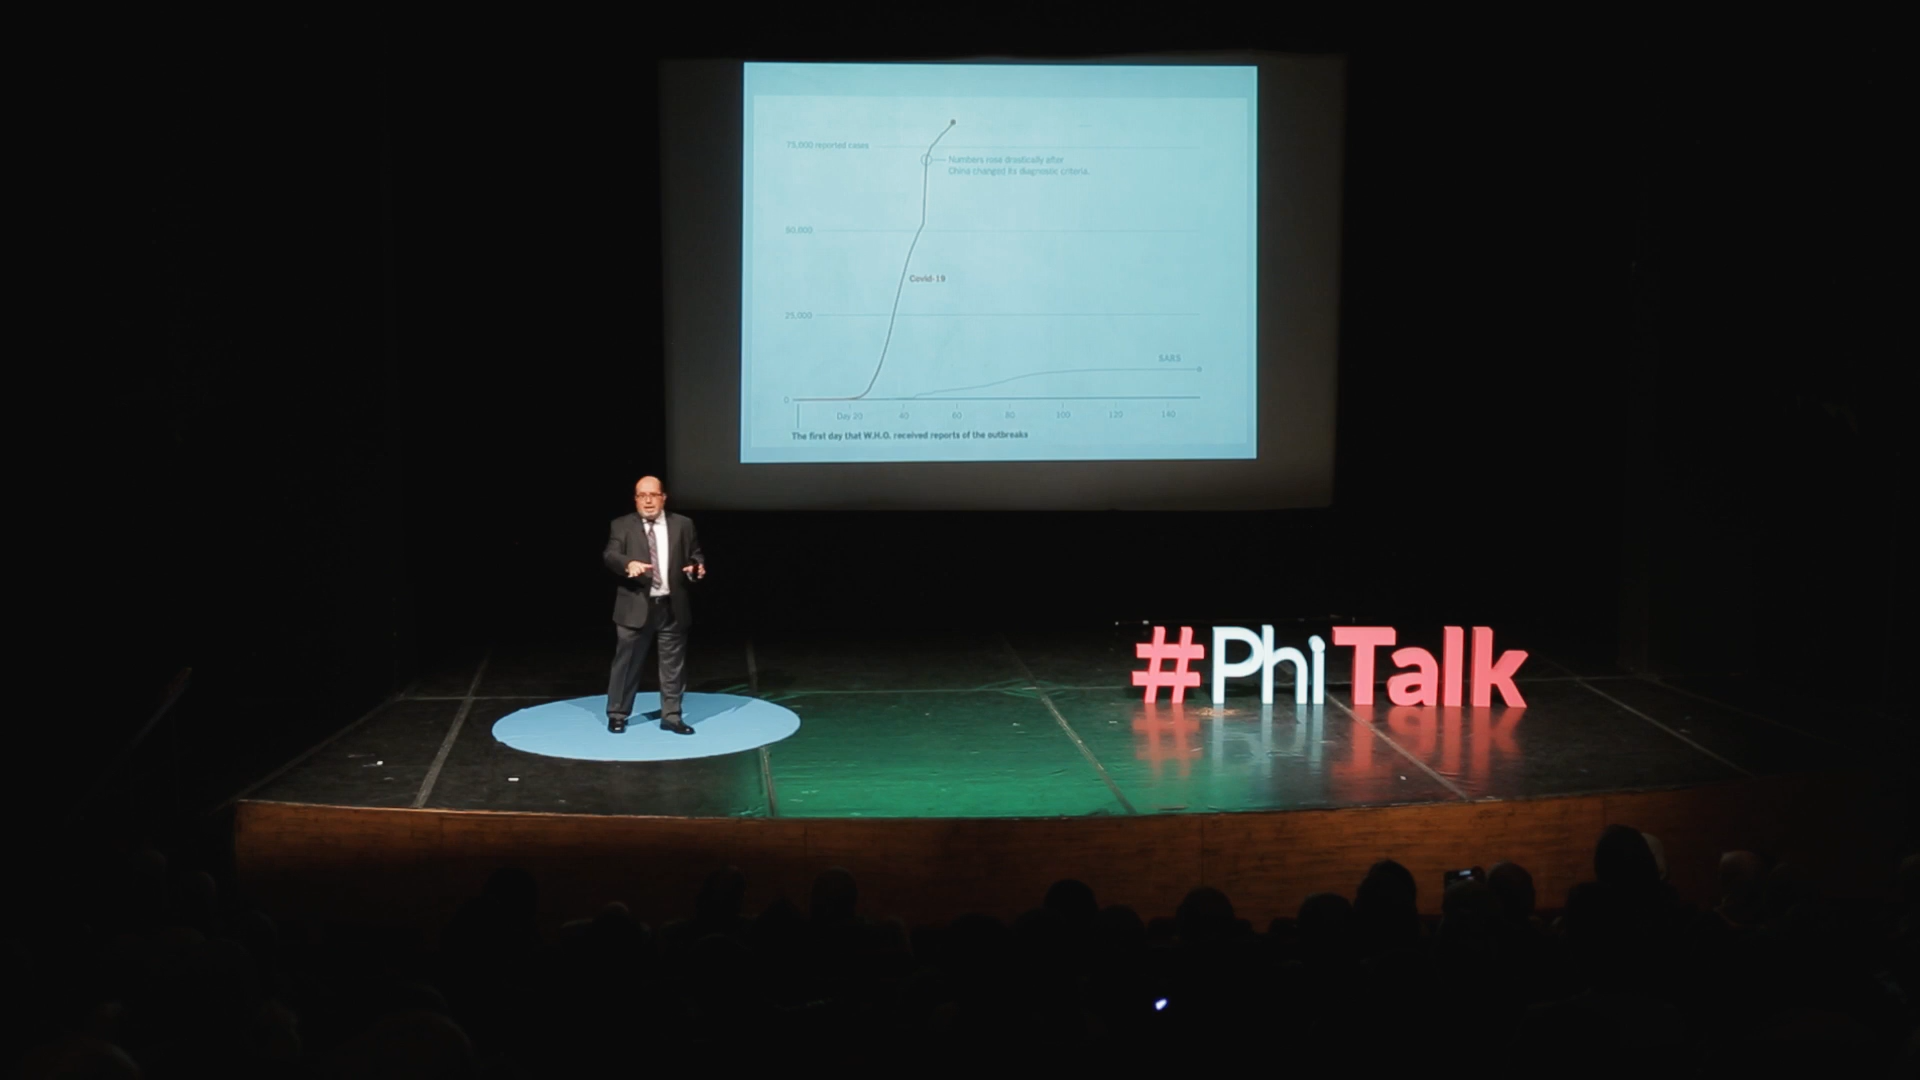 75,000 reported cases
Numbers rose drastically after
China changed its diagnostic criteria.
50,000
Covid-19
25,000
SARS
0
Day 20 40 60 80 100 120 140
The first day that W.H.O. received reports of the outbreaks
#PhiTalk